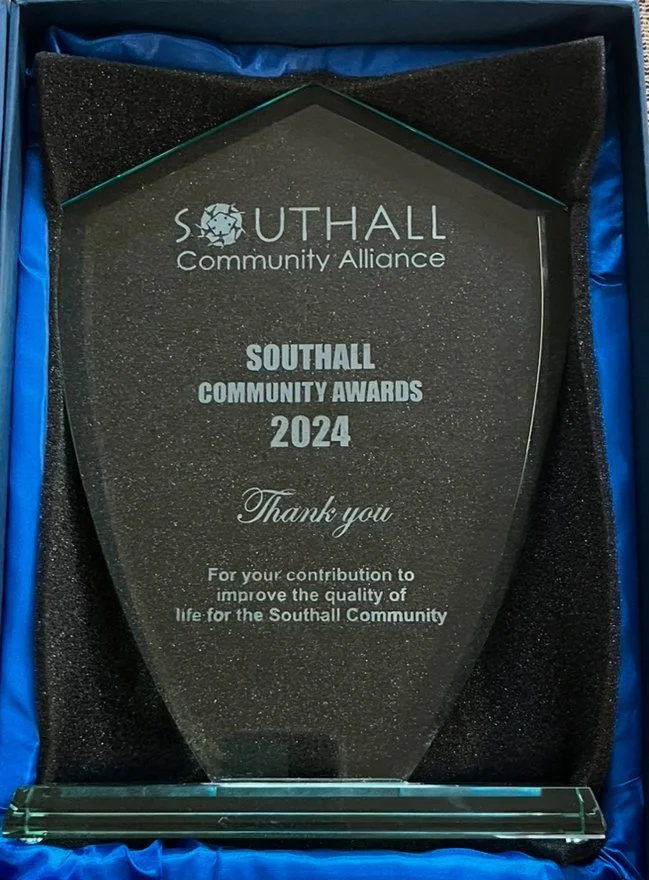 SOUTHALL
Community Alliance
SOUTHALL
COMMUNITY AWARDS
2024
Thank you
For your contribution to
improve the quality of
life for the Southall Community